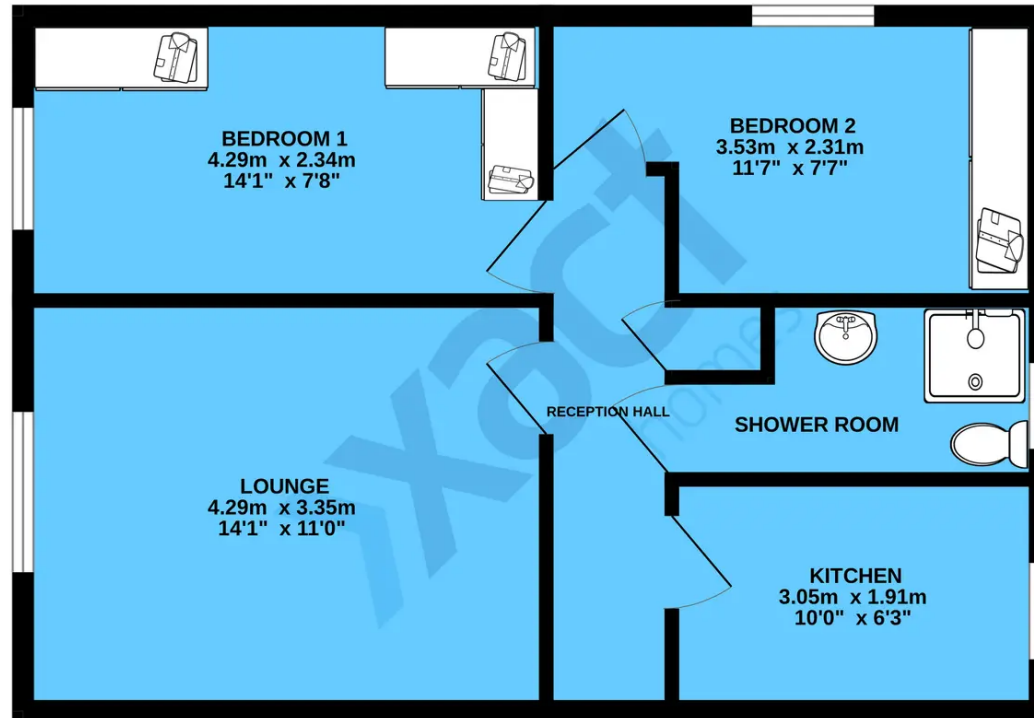 BEDROOM 1
4.29m x 2.34m
14'1" x 7'8"
BEDROOM 2
3.53m x 2.31m
11'7" x 7'7"
xact
homes
RECEPTION HALL
SHOWER ROOM
LOUNGE
4.29m x 3.35m
14'1" x 11'0"
KITCHEN
3.05m x 1.91m
10'0" x 6'3"